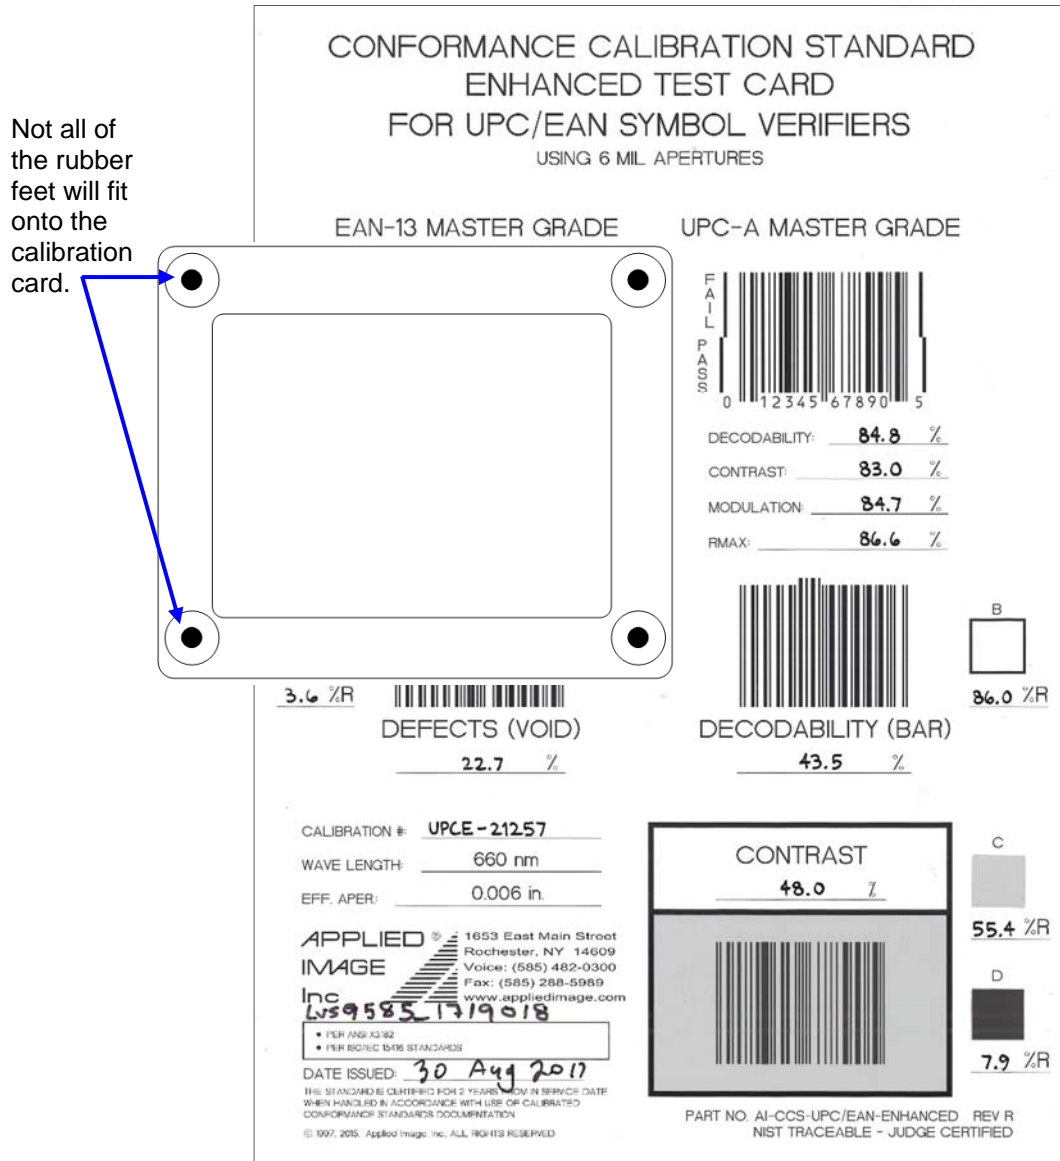 CONFORMANCE CALIBRATION STANDARD
ENHANCED TEST CARD
FOR UPC/EAN SYMBOL VERIFIERS
USING 6 MIL APERTURES
Not all of
the rubber
feet will fit
onto the
calibration
card.
EAN-13 MASTER GRADE
UPC-A MASTER GRADE
FAIL
PASS
0 12345 67890 5
DECODABILITY: 84.8 %
CONTRAST: 83.0 %
MODULATION: 84.7 %
RMAX: 86.6 %
B
86.0 %R
3.6 %R
DEFECTS (VOID)
22.7 %
DECODABILITY (BAR)
43.5 %
CALIBRATION #: UPCE-21257
WAVE LENGTH: 660 nm
EFF. APER: 0.006 in.
APPLIED ®
IMAGE
Inc
1653 East Main Street
Rochester, NY 14609
Voice: (585) 482-0300
Fax: (585) 288-5989
www.appliedimage.com
LVS9585_1719018
• PER ANSI X3.182
• PER ISO/IEC 15416 STANDARDS
DATE ISSUED: 30 Aug 2017
THE STANDARD IS CERTIFIED FOR 2 YEARS FROM IN SERVICE DATE
WHEN HANDLED IN ACCORDANCE WITH USE OF CALIBRATED
CONFORMANCE STANDARDS DOCUMENTATION
© 1997, 2015, Applied Image, Inc., ALL RIGHTS RESERVED
CONTRAST
48.0 %
C
55.4 %R
D
7.9 %R
PART NO. AI-CCS-UPC/EAN-ENHANCED REV R
NIST TRACEABLE - JUDGE CERTIFIED